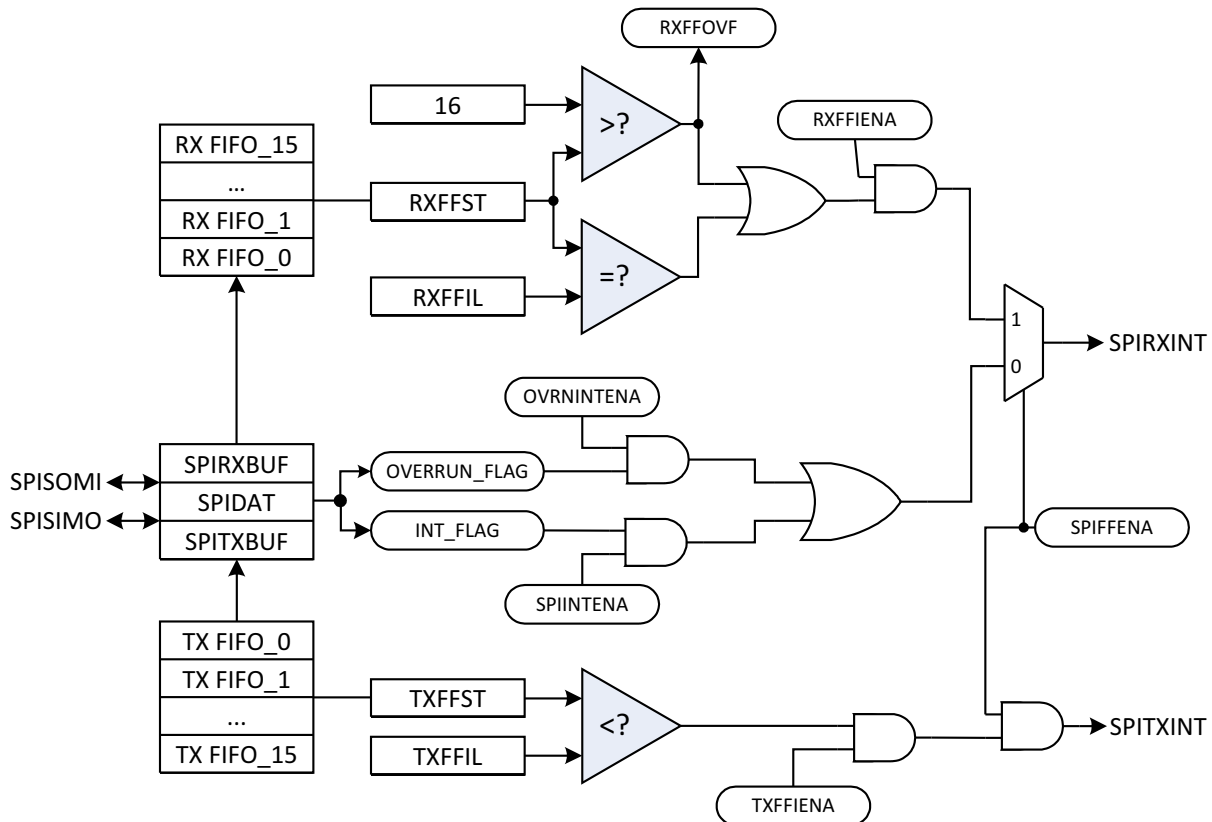 RXFFOVF
16
>?
RXFFIENA
RX FIFO_15
...
RX FIFO_1
RX FIFO_0
RXFFST
RXFFIL
=?
1
0
SPIRXINT
OVRNINTENA
SPISOMI
SPISIMO
SPIRXBUF
SPIDAT
SPITXBUF
OVERRUN_FLAG
INT_FLAG
SPIINTENA
SPIFFENA
TX FIFO_0
TX FIFO_1
...
TX FIFO_15
TXFFST
TXFFIL
<?
TXFFIENA
SPITXINT